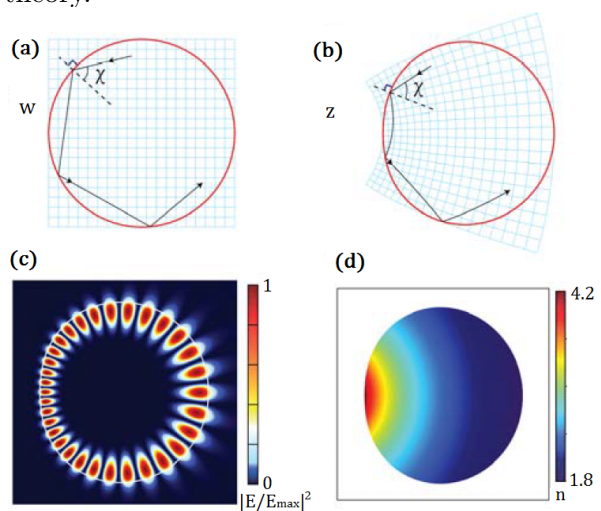 theory.
(a)
(b)
χ
χ
w
z
(c)
(d)
1
0
|E/Emax|²
4.2
1.8
n